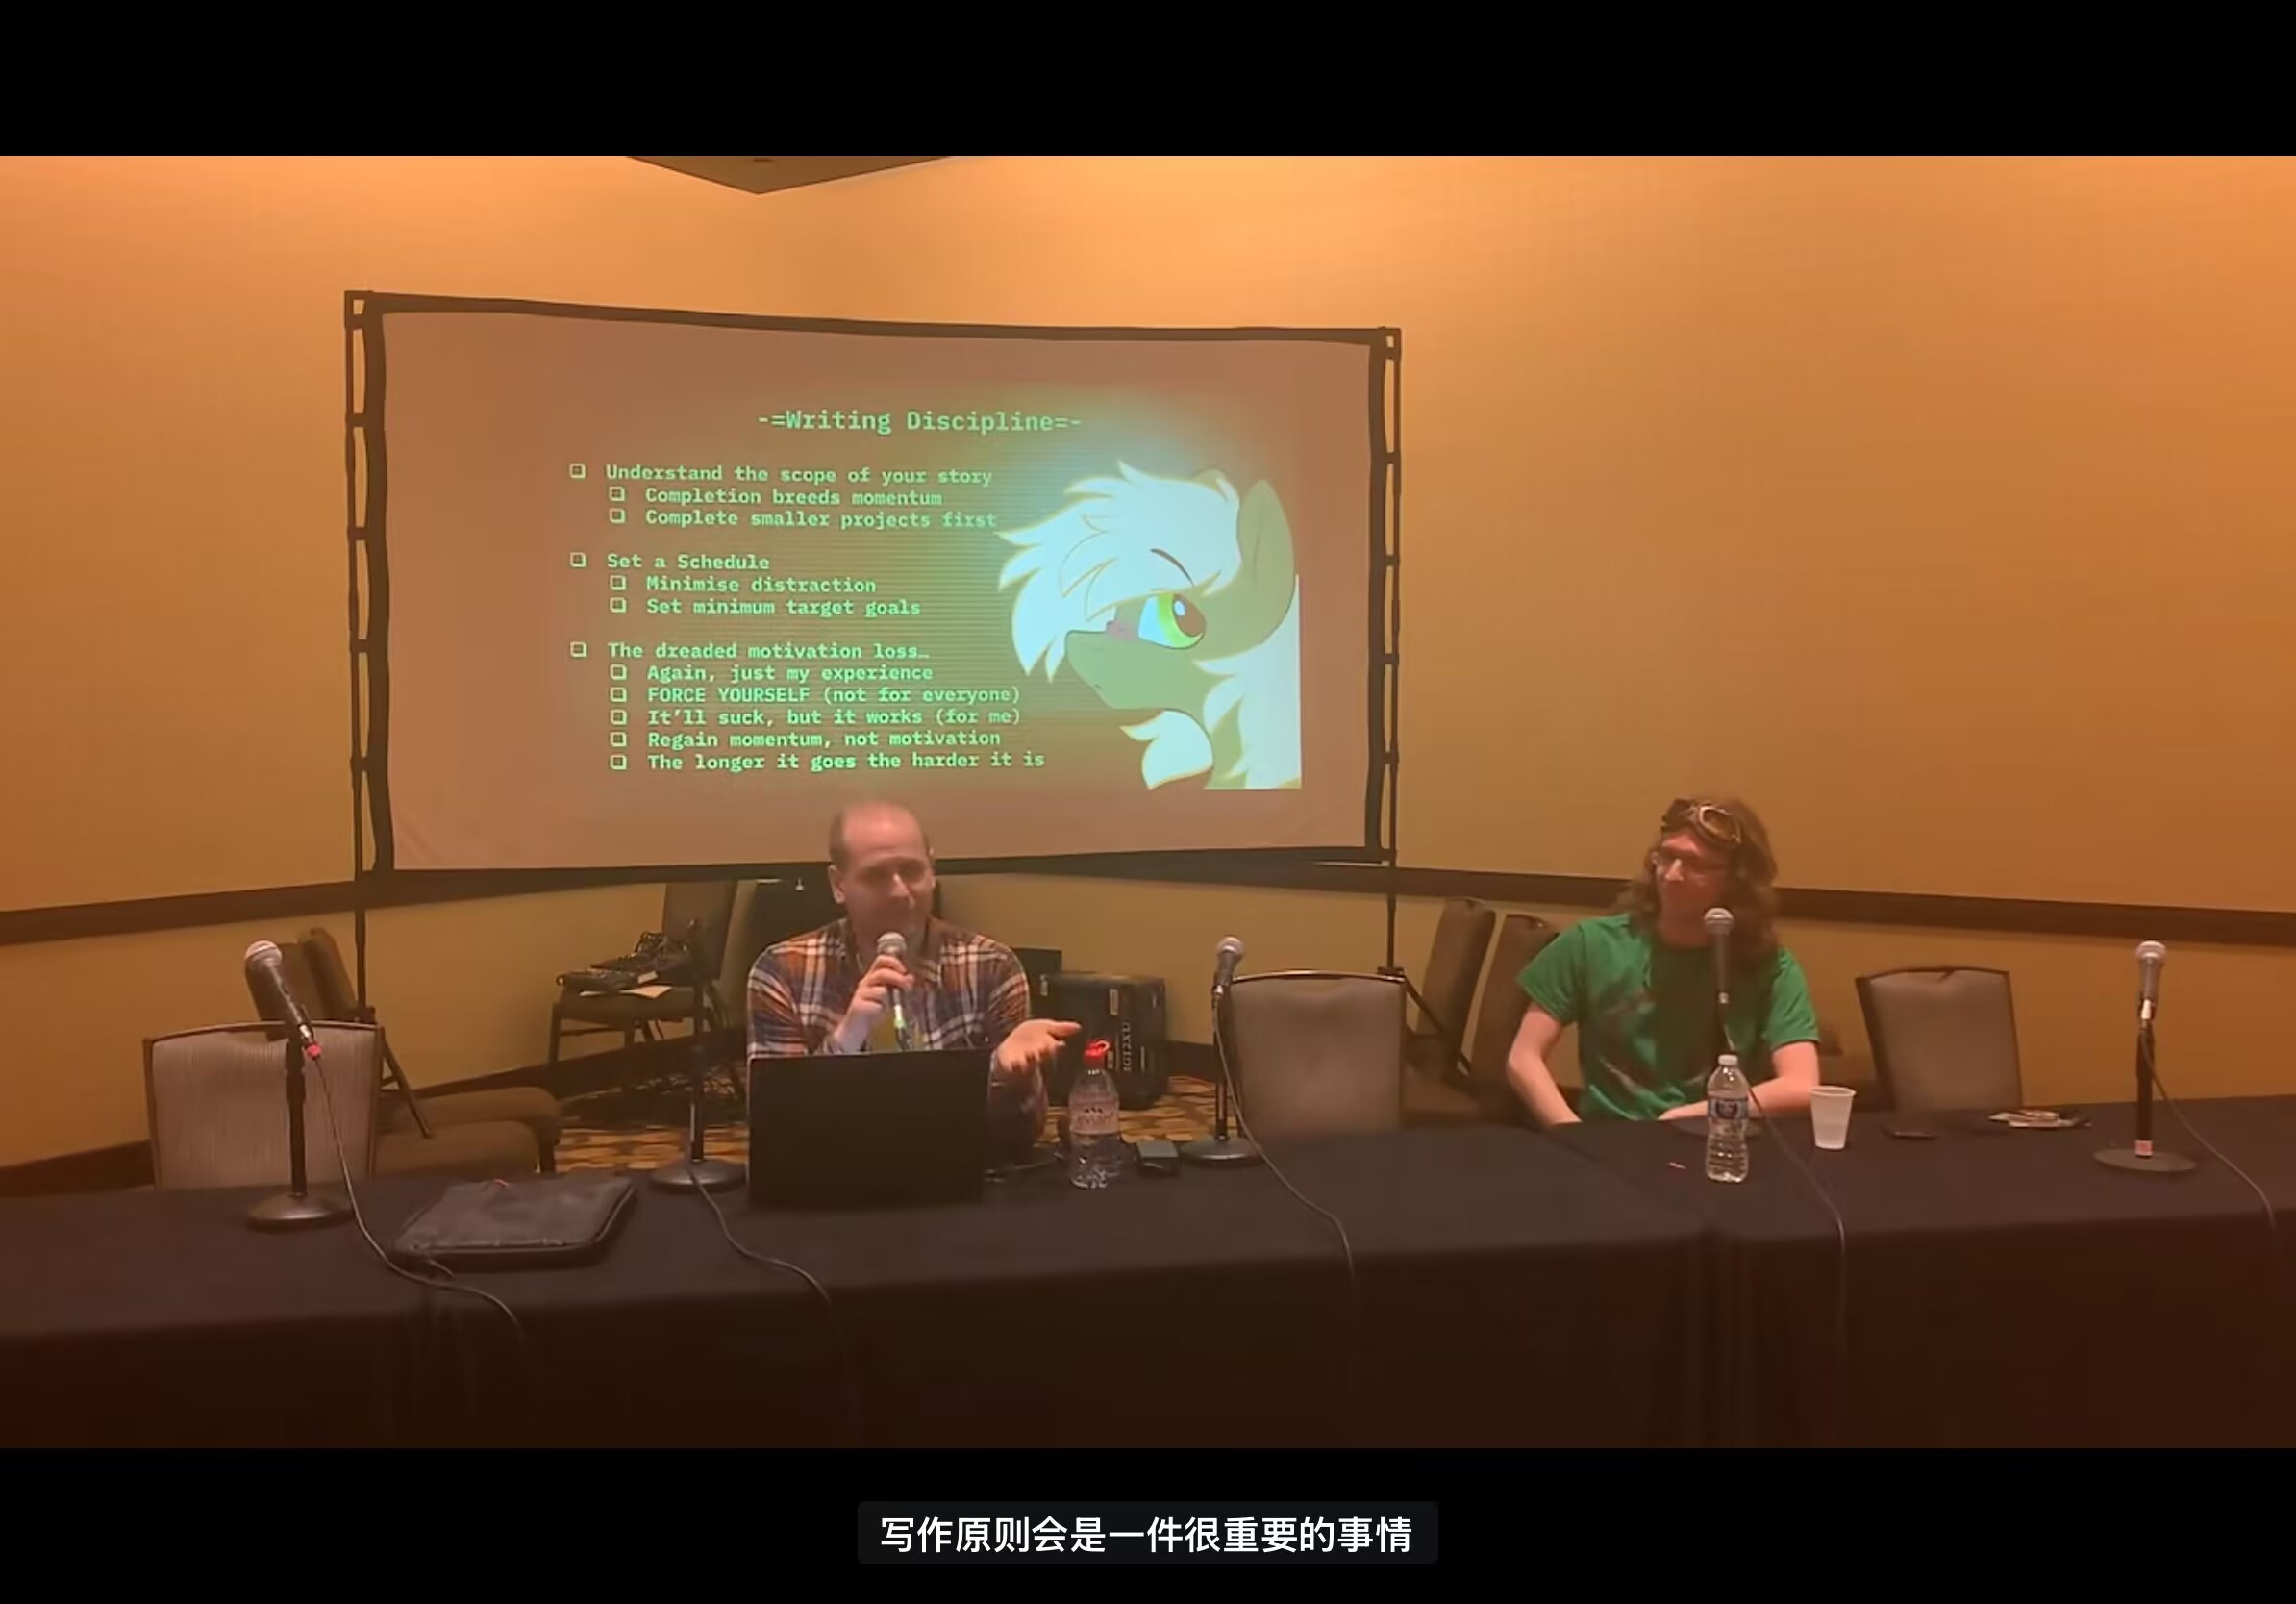 -=Writing Discipline=-
Understand the scope of your story
Completion breeds momentum
Complete smaller projects first
Set a Schedule
Minimise distraction
Set minimum target goals
The dreaded motivation loss…
Again, just my experience
FORCE YOURSELF (not for everyone)
It'll suck, but it works (for me)
Regain momentum, not motivation
The longer it goes the harder it is
evian
写作原则会是一件很重要的事情